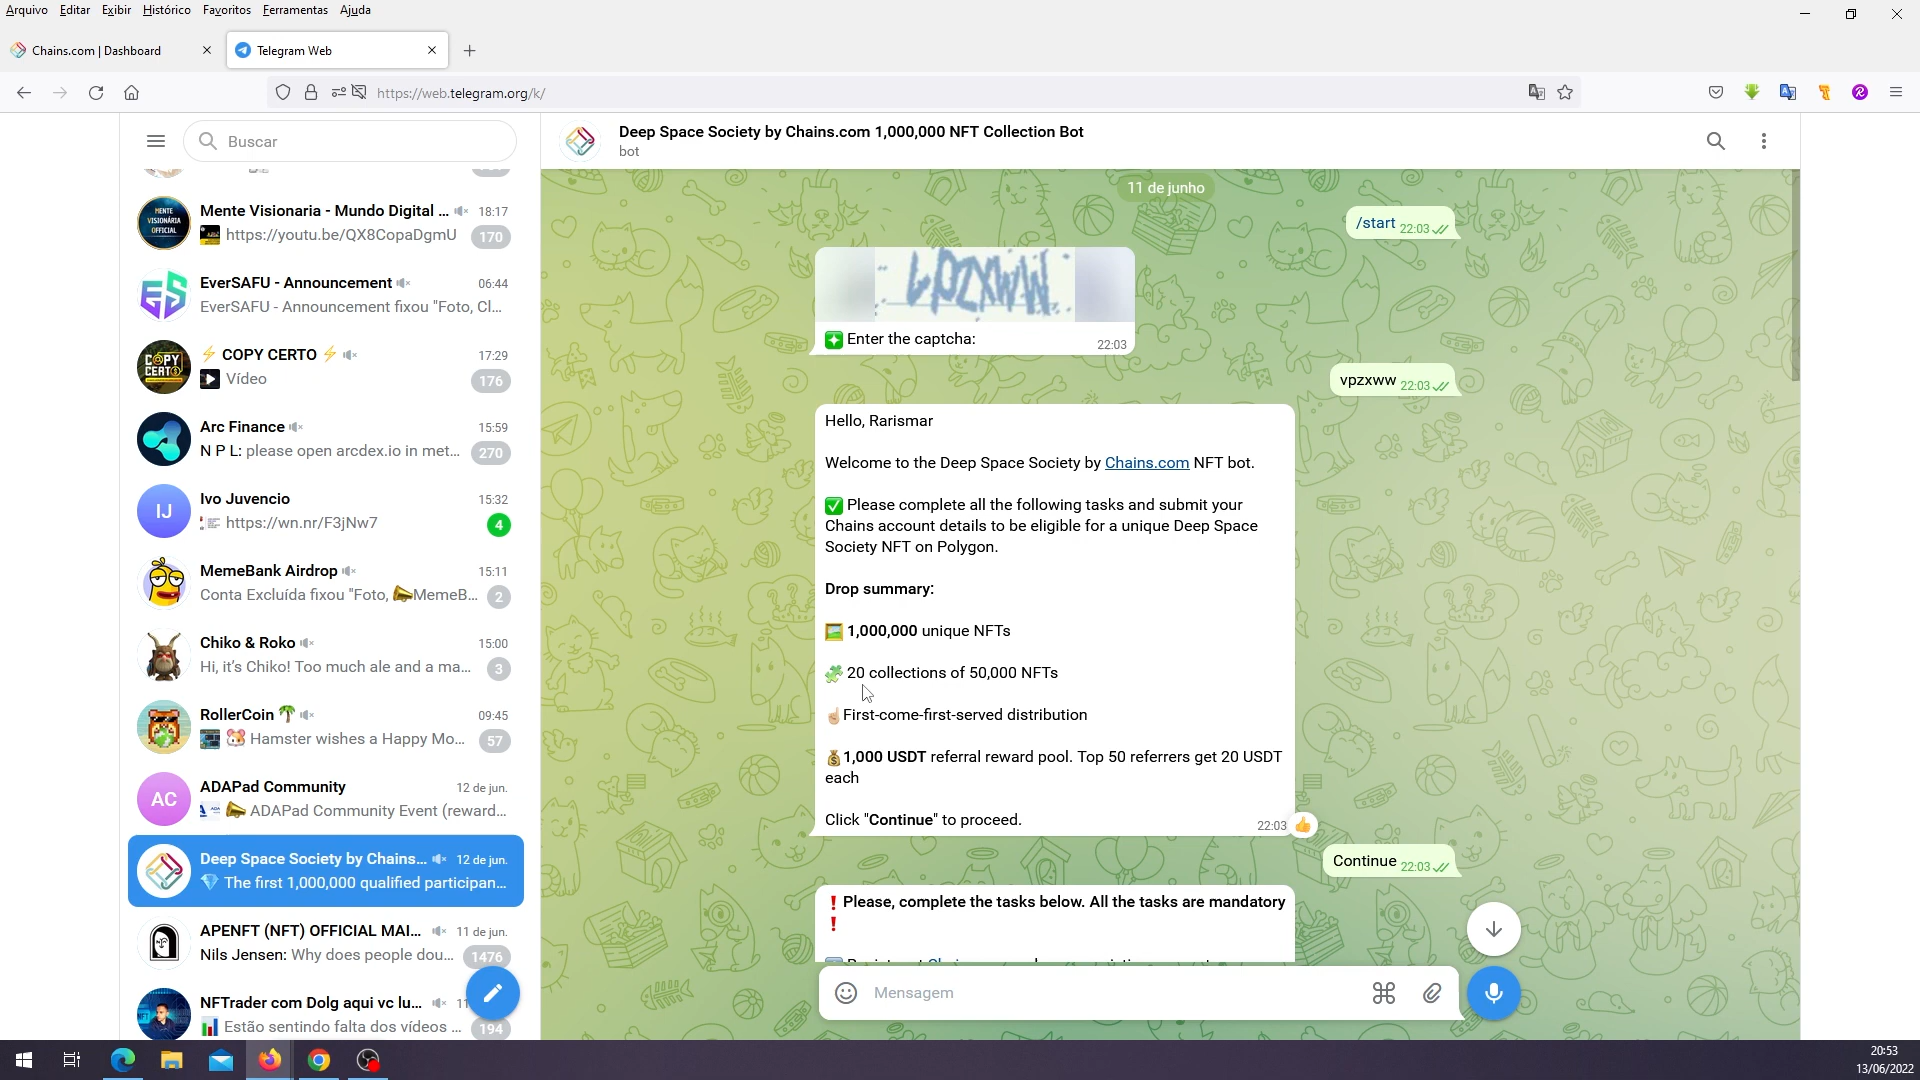 Arquivo Editar Exibir Histórico Favoritos Ferramentas Ajuda
Chains.com | Dashboard
Telegram Web
https://web.telegram.org/k/
Buscar
Deep Space Society by Chains.com 1,000,000 NFT Collection Bot
bot
Mente Visionaria - Mundo Digital ... 18:17
https://youtu.be/QX8CopaDgmU 170
MENTE VISIONÁRIA OFFICIAL
EverSAFU - Announcement 06:44
EverSAFU - Announcement fixou "Foto, Cl...
ES
⚡ COPY CERTO ⚡ 17:29
Vídeo 176
COPY CERTO
Arc Finance 15:59
N P L: please open arcdex.io in met... 270
Ivo Juvencio 15:32
https://wn.nr/F3jNw7 4
IJ
MemeBank Airdrop 15:11
Conta Excluída fixou "Foto, 📣MemeB... 2
Chiko & Roko 15:00
Hi, it's Chiko! Too much ale and a ma... 3
RollerCoin 🌴 09:45
🐹 Hamster wishes a Happy Mo... 57
ADAPad Community 12 de jun.
📣 ADAPad Community Event (reward...
AC
Deep Space Society by Chains... 12 de jun.
💎 The first 1,000,000 qualified participan...
APENFT (NFT) OFFICIAL MAI... 11 de jun.
Nils Jensen: Why does people dou... 1476
NFTrader com Dolg aqui vc lu... 11
📊 Estão sentindo falta dos vídeos ... 194
11 de junho
/start 22:03
Enter the captcha: 22:03
vpzxww 22:03
Hello, Rarismar
Welcome to the Deep Space Society by Chains.com NFT bot.
✅ Please complete all the following tasks and submit your
Chains account details to be eligible for a unique Deep Space
Society NFT on Polygon.
Drop summary:
🖼 1,000,000 unique NFTs
🧩 20 collections of 50,000 NFTs
☝🏼First-come-first-served distribution
💰1,000 USDT referral reward pool. Top 50 referrers get 20 USDT
each
Click "Continue" to proceed. 22:03 👍
Continue 22:03
❗Please, complete the tasks below. All the tasks are mandatory
❗
Mensagem
20:53
13/06/2022